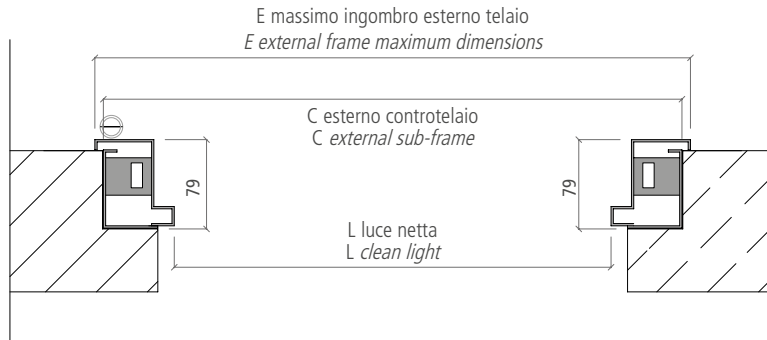 E massimo ingombro esterno telaio
E external frame maximum dimensions
C esterno controtelaio
C external sub-frame
79
79
L luce netta
L clean light